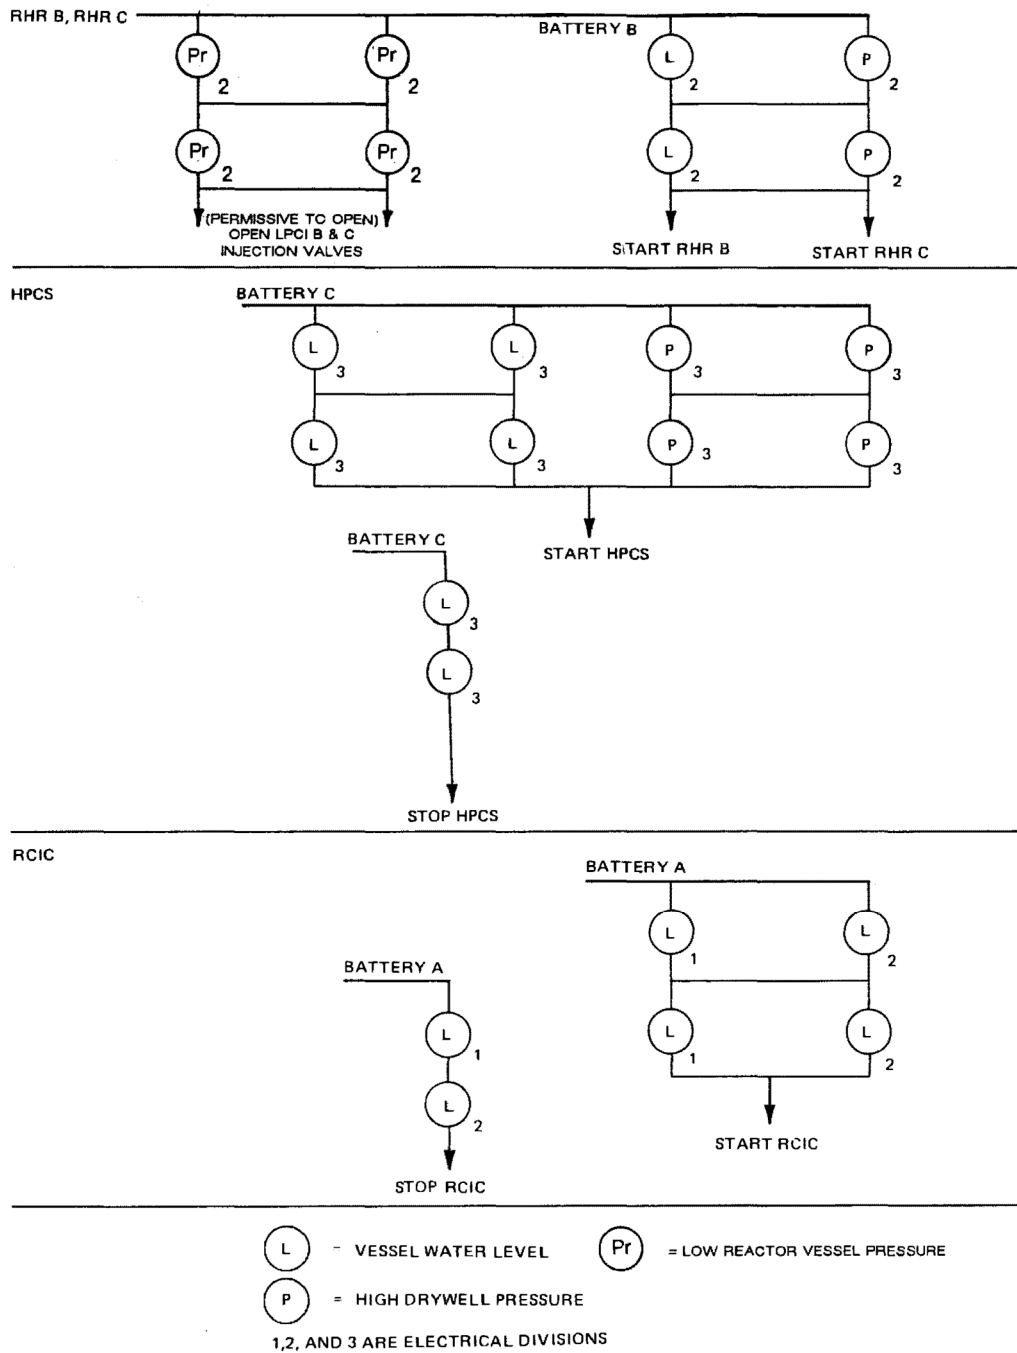 RHR B, RHR C
BATTERY B
Pr 2 Pr 2 L 2 P 2
Pr 2 Pr 2 L 2 P 2
(PERMISSIVE TO OPEN)
OPEN LPCI B & C
INJECTION VALVES
START RHR B
START RHR C
HPCS
BATTERY C
L 3 L 3 P 3 P 3
L 3 L 3 P 3 P 3
START HPCS
BATTERY C
L 3
L 3
STOP HPCS
RCIC
BATTERY A
L 1 L 2
L 1 L 2
START RCIC
BATTERY A
L 1
L 2
STOP RCIC
L = VESSEL WATER LEVEL
Pr = LOW REACTOR VESSEL PRESSURE
P = HIGH DRYWELL PRESSURE
1,2, AND 3 ARE ELECTRICAL DIVISIONS